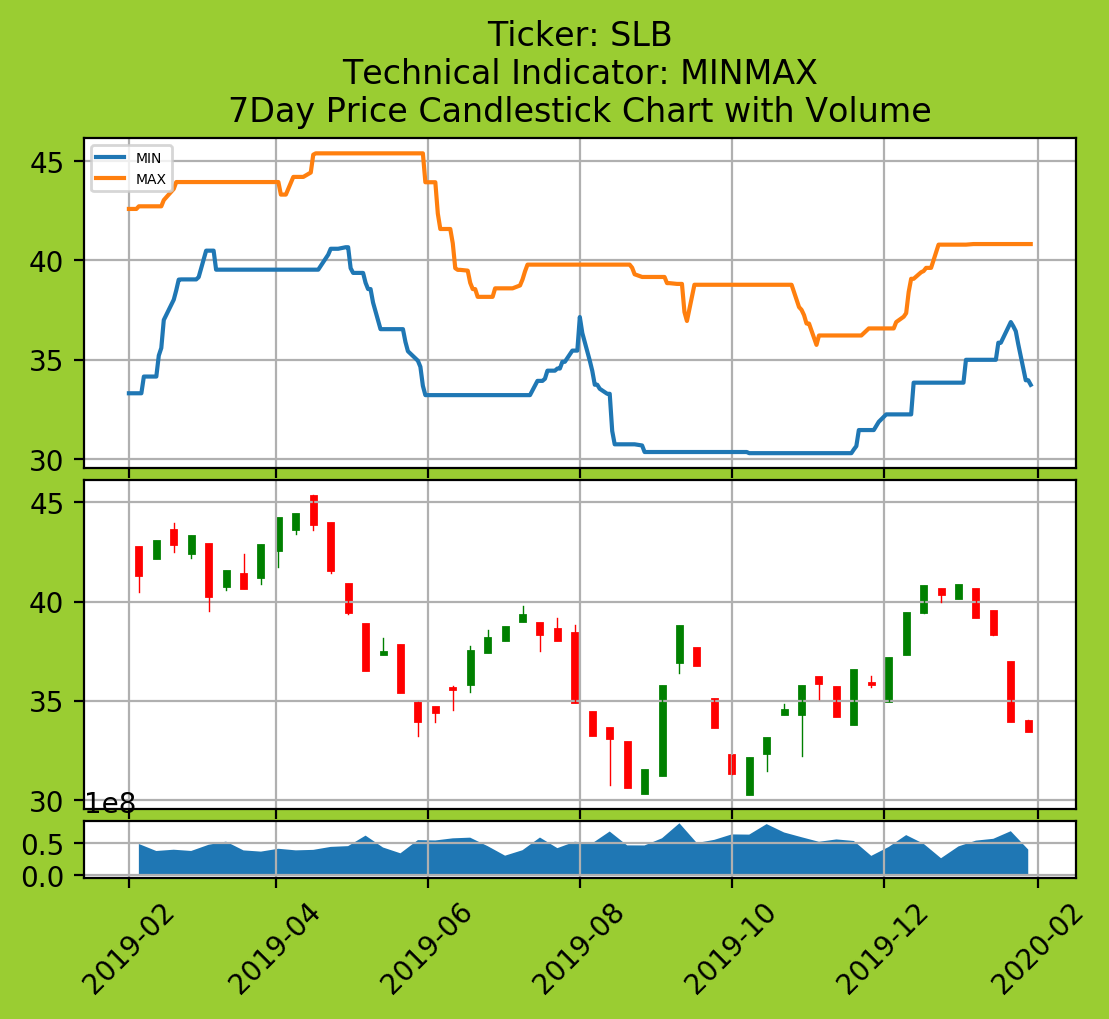 Ticker: SLB
Technical Indicator: MINMAX
7Day Price Candlestick Chart with Volume
MIN
MAX
45
40
35
30
45
40
35
30
1e8
0.5
0.0
2019-02
2019-04
2019-06
2019-08
2019-10
2019-12
2020-02